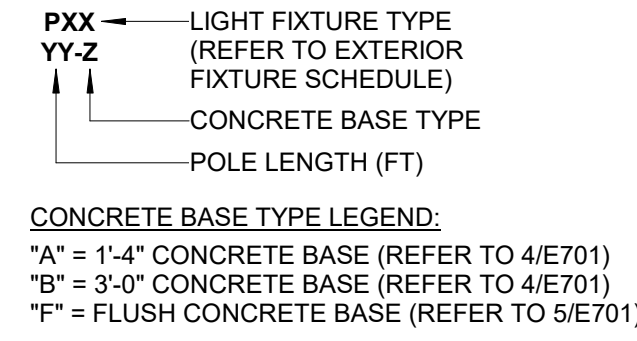 PXX LIGHT FIXTURE TYPE
YY-Z (REFER TO EXTERIOR
FIXTURE SCHEDULE)
CONCRETE BASE TYPE
POLE LENGTH (FT)
CONCRETE BASE TYPE LEGEND:
"A" = 1'-4" CONCRETE BASE (REFER TO 4/E701)
"B" = 3'-0" CONCRETE BASE (REFER TO 4/E701)
"F" = FLUSH CONCRETE BASE (REFER TO 5/E701)